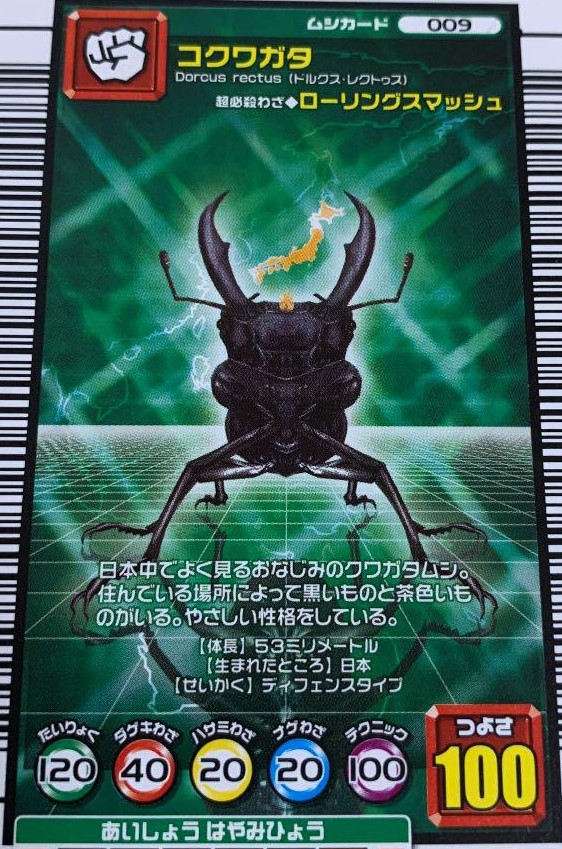 ムシカード 009
コクワガタ
Dorcus rectus (ドルクス・レクトゥス)
超必殺わざ◆ローリングスマッシュ
日本中でよく見るおなじみのクワガタムシ。
住んでいる場所によって黒いものと茶色いも
のがいる。やさしい性格をしている。
【体長】53ミリメートル
【生まれたところ】日本
【せいかく】ディフェンスタイプ
たいりょく ダゲキわざ ハサミわざ ナゲわざ テクニック つよさ
120 40 20 20 100 100
あいしょう はやみひょう